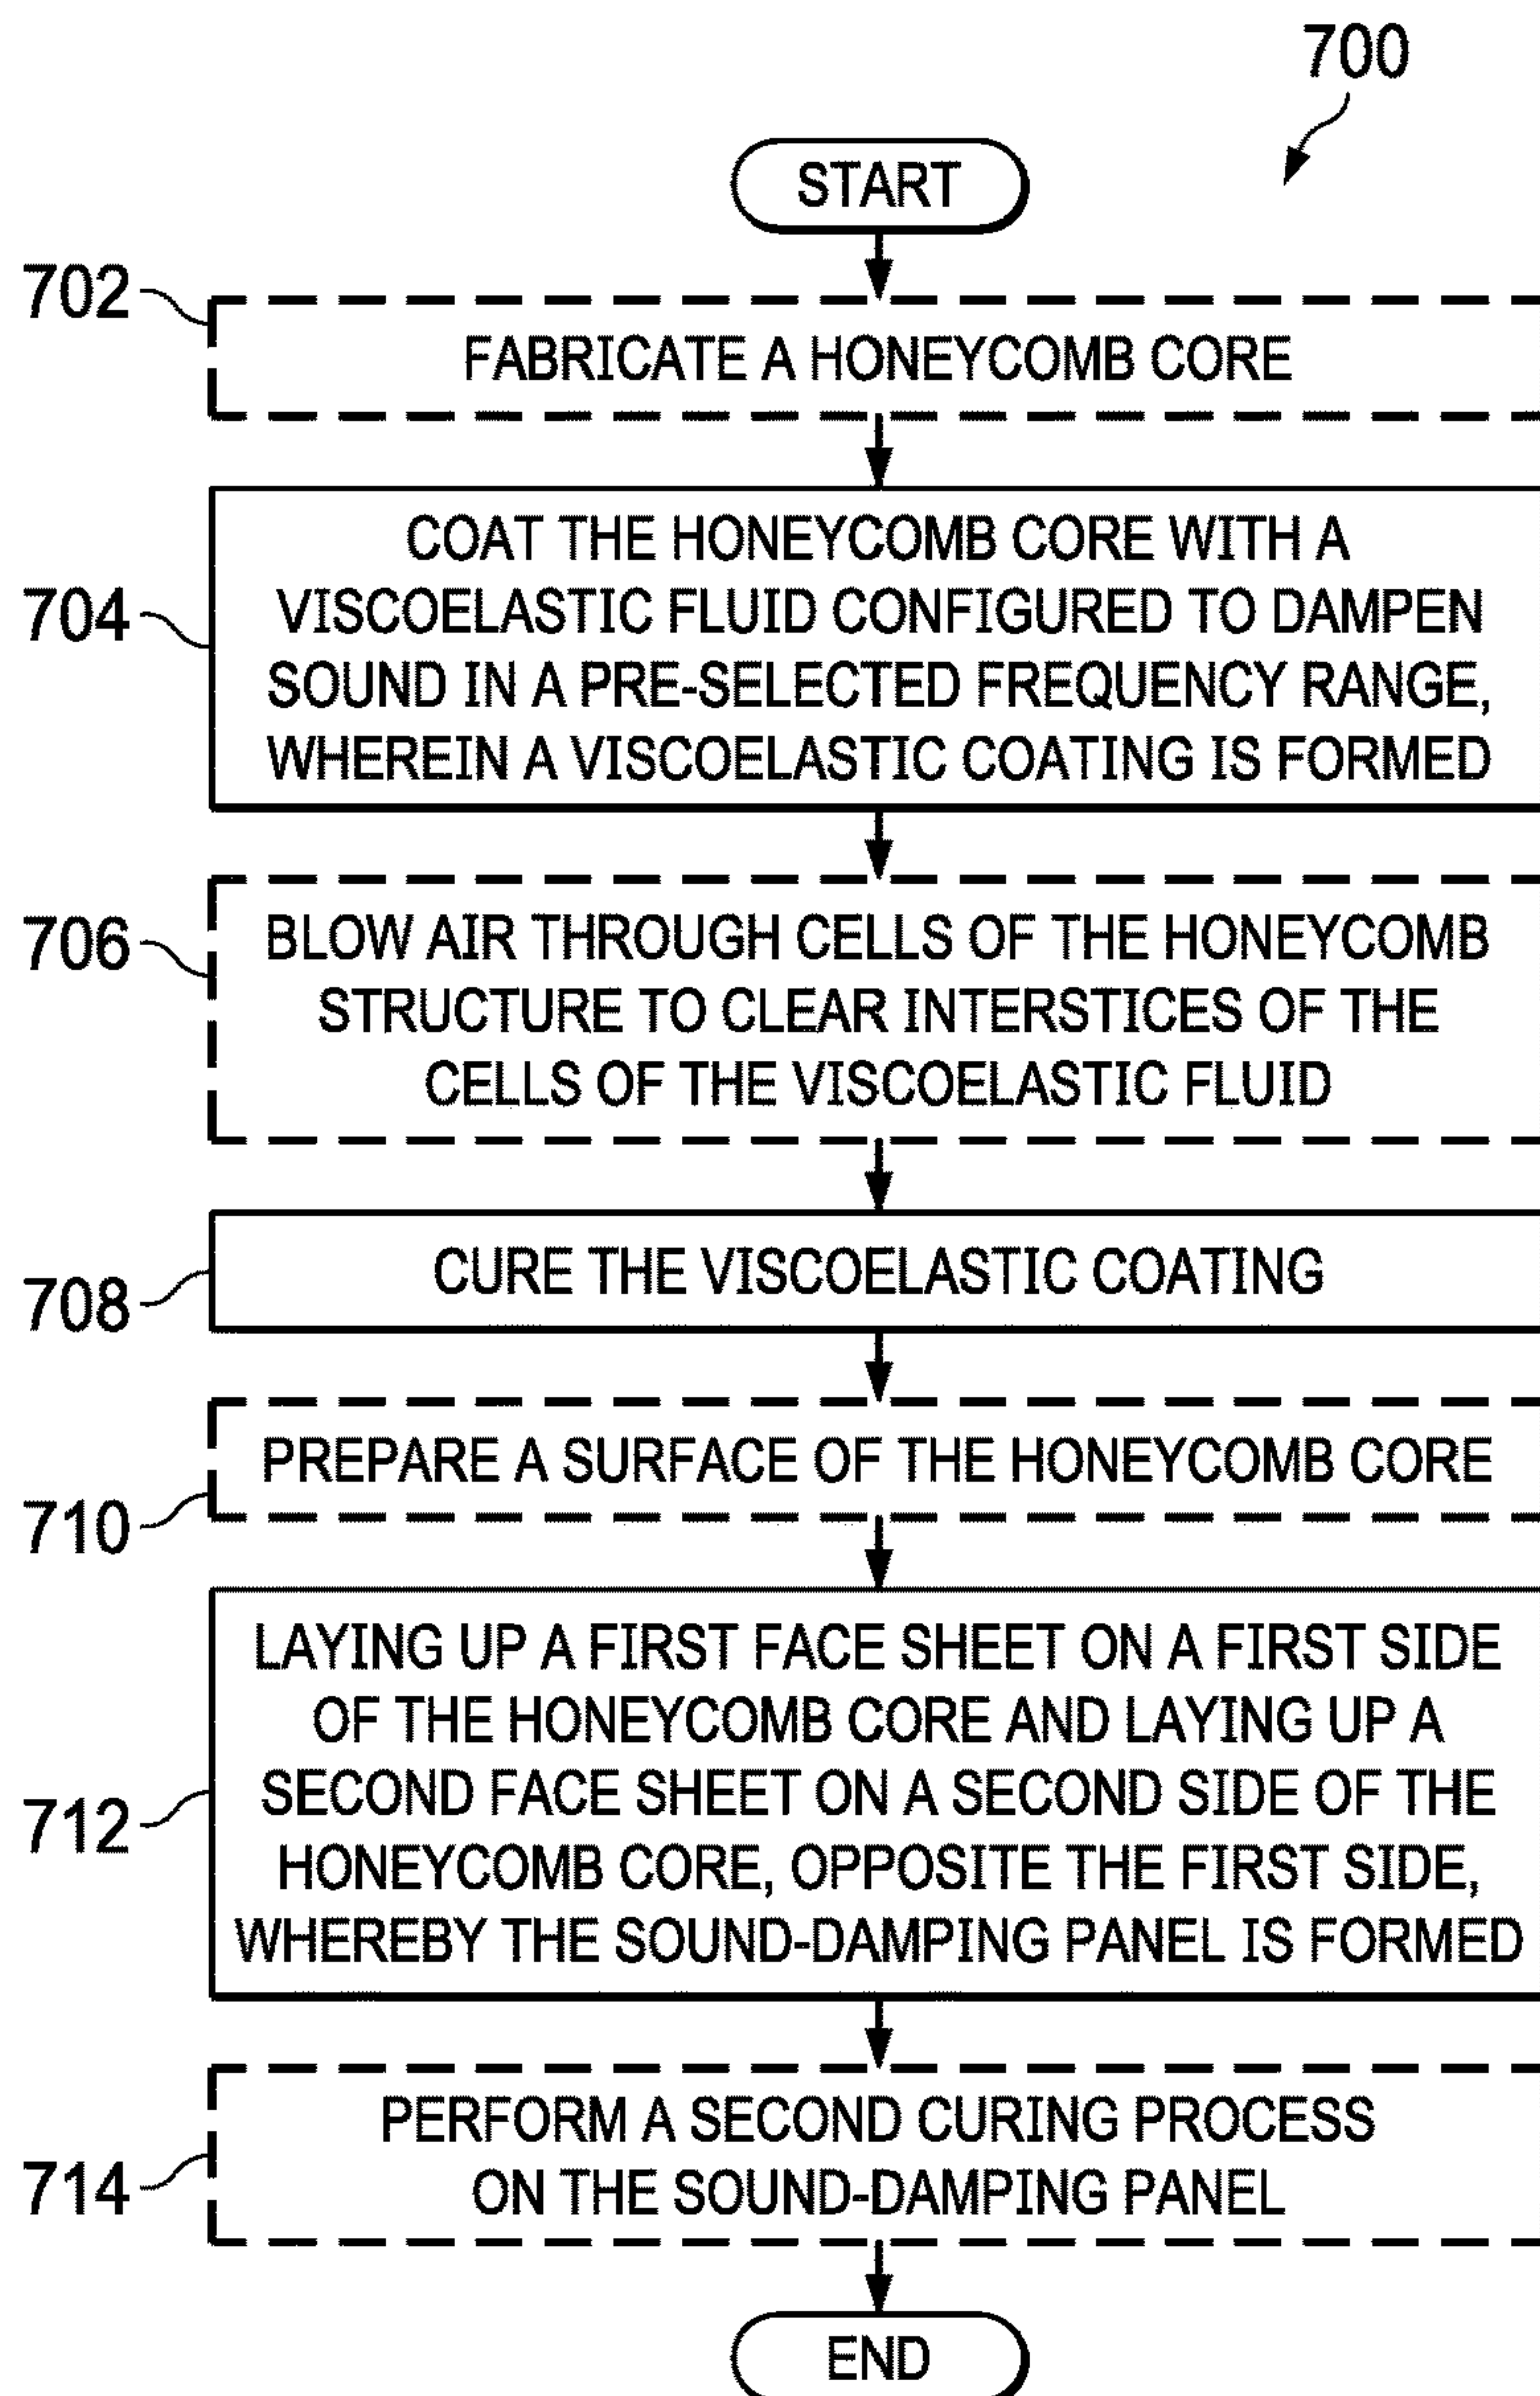 700
START
702
FABRICATE A HONEYCOMB CORE
704
COAT THE HONEYCOMB CORE WITH A
VISCOELASTIC FLUID CONFIGURED TO DAMPEN
SOUND IN A PRE-SELECTED FREQUENCY RANGE,
WHEREIN A VISCOELASTIC COATING IS FORMED
706
BLOW AIR THROUGH CELLS OF THE HONEYCOMB
STRUCTURE TO CLEAR INTERSTICES OF THE
CELLS OF THE VISCOELASTIC FLUID
708
CURE THE VISCOELASTIC COATING
710
PREPARE A SURFACE OF THE HONEYCOMB CORE
712
LAYING UP A FIRST FACE SHEET ON A FIRST SIDE
OF THE HONEYCOMB CORE AND LAYING UP A
SECOND FACE SHEET ON A SECOND SIDE OF THE
HONEYCOMB CORE, OPPOSITE THE FIRST SIDE,
WHEREBY THE SOUND-DAMPING PANEL IS FORMED
714
PERFORM A SECOND CURING PROCESS
ON THE SOUND-DAMPING PANEL
END